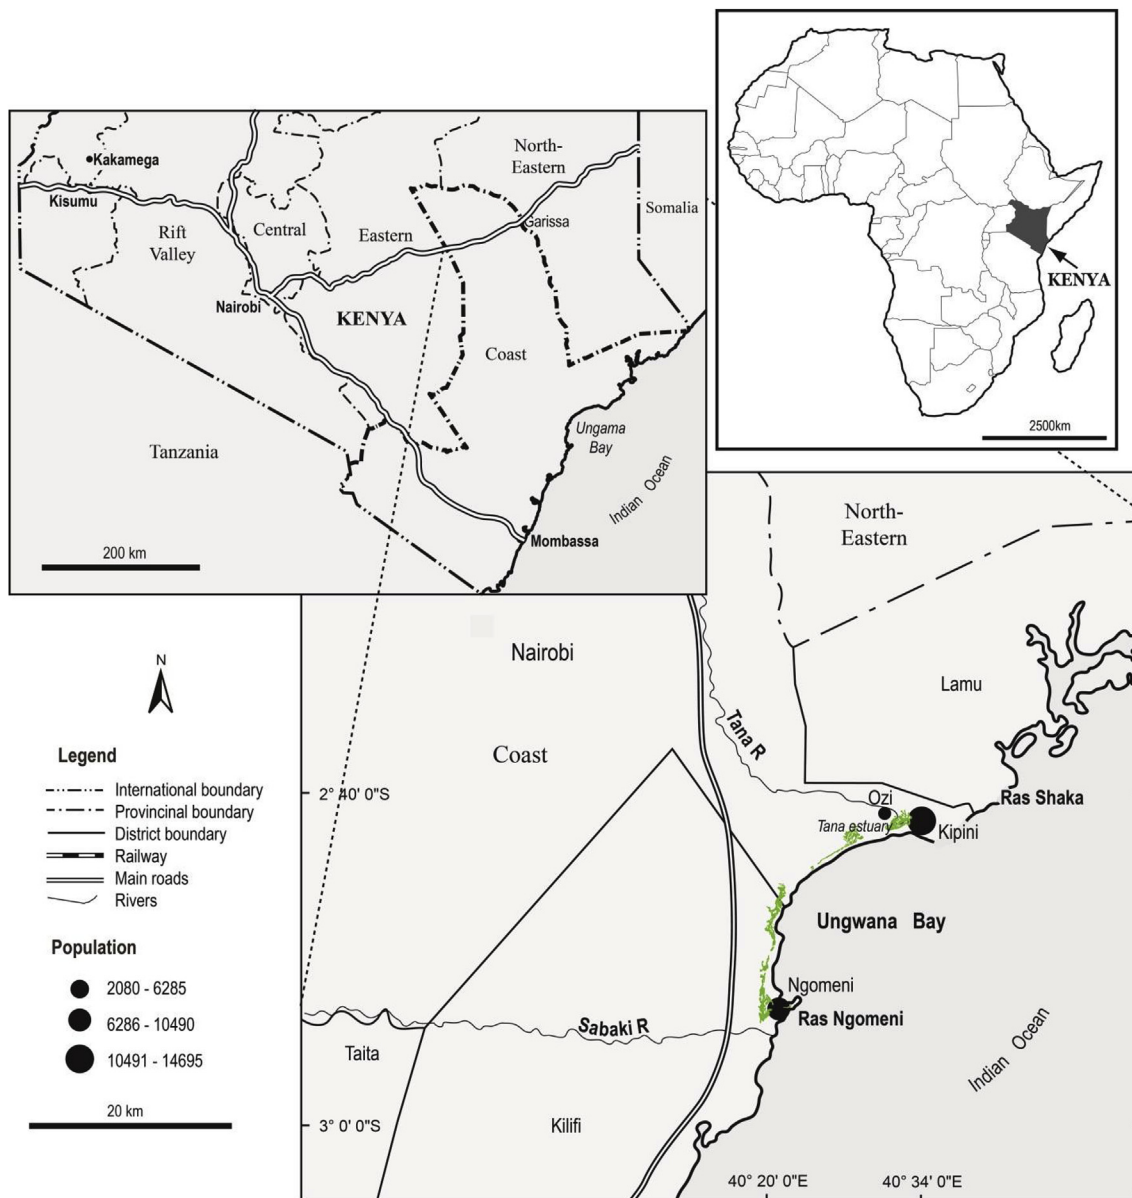 KENYA
2500km
Kakamega
North-
Eastern
Kisumu
Somalia
Rift
Valley
Central
Eastern
Garissa
Nairobi
KENYA
Coast
Ungama
Bay
Tanzania
Indian Ocean
Mombassa
200 km
North-
Eastern
Nairobi
Lamu
Coast
Tana R
2° 40' 0"S
Ozi
Ras Shaka
Tana estuary
Kipini
Ungwana Bay
Ngomeni
Ras Ngomeni
Sabaki R
Taita
Kilifi
Indian Ocean
3° 0' 0"S
40° 20' 0"E
40° 34' 0"E
N
Legend
International boundary
Provincinal boundary
District boundary
Railway
Main roads
Rivers
Population
2080 - 6285
6286 - 10490
10491 - 14695
20 km